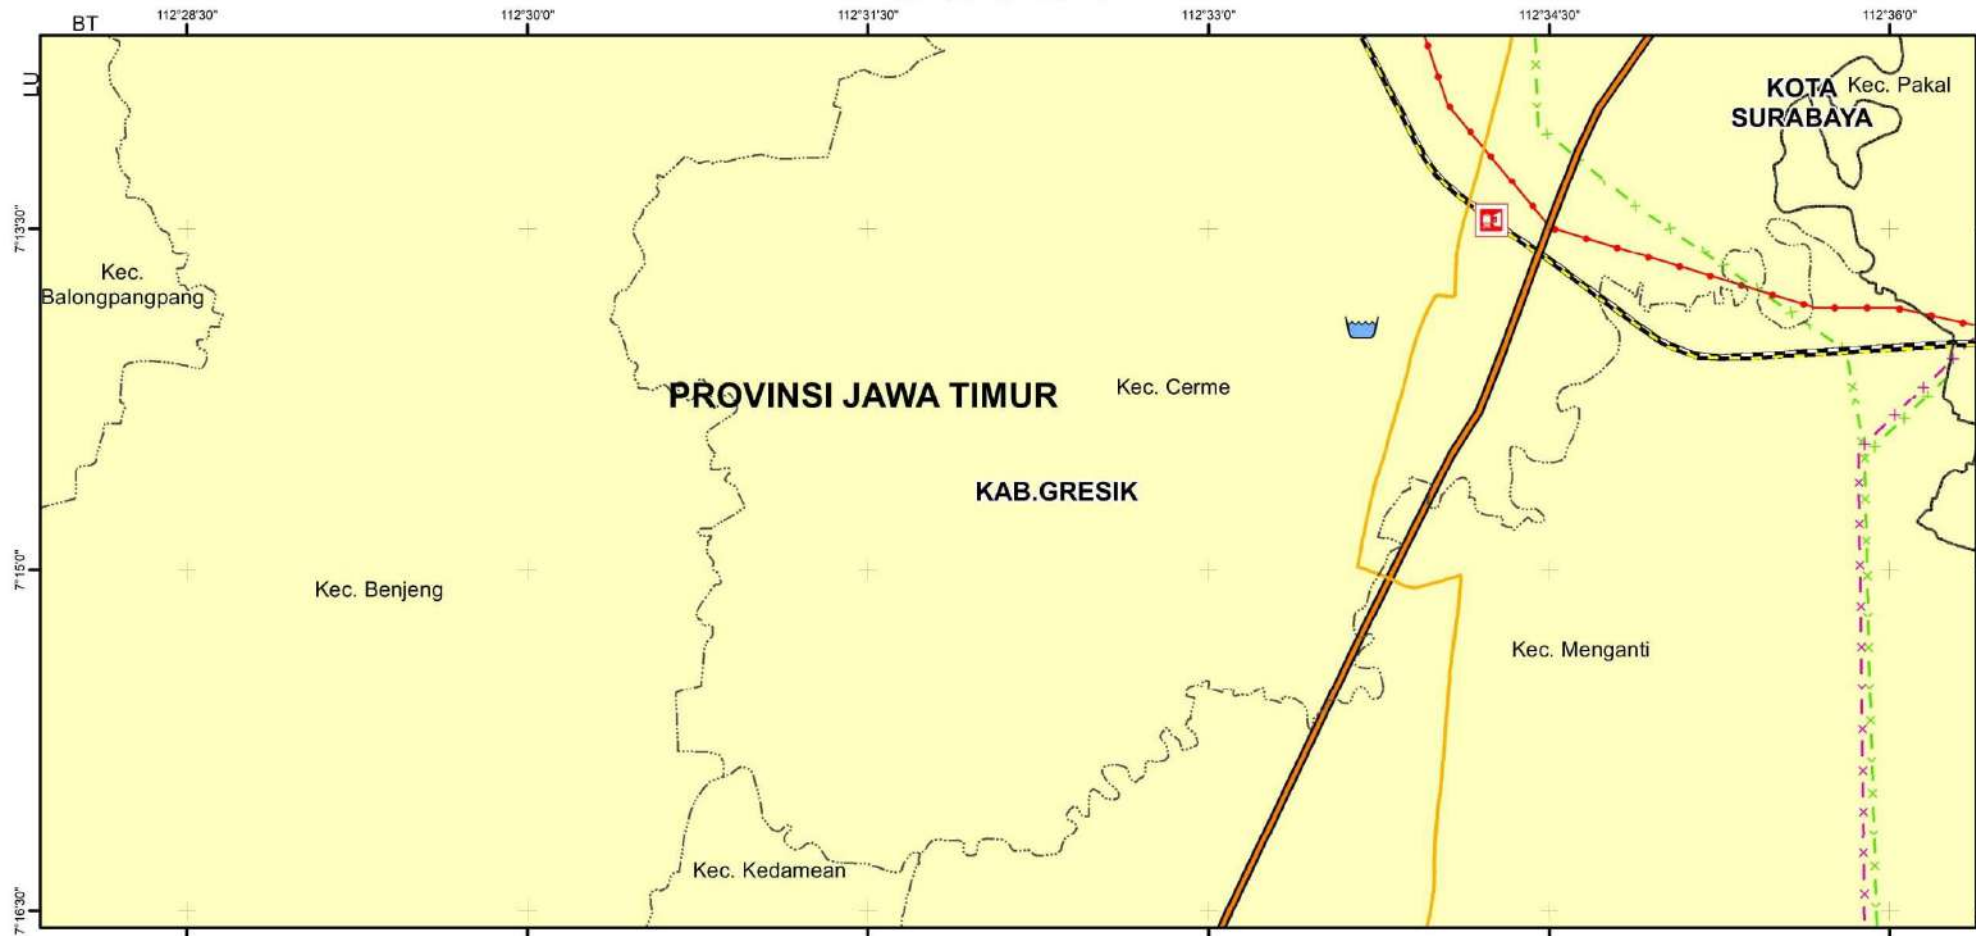 112°28'30" 112°30'0" 112°31'30" 112°33'0" 112°34'30" 112°36'0"
BT
LU
KOTA Kec. Pakal
SURABAYA
7°13'30"
Kec.
Balongpangpang
PROVINSI JAWA TIMUR Kec. Cerme
KAB.GRESIK
7°15'0"
Kec. Benjeng
Kec. Menganti
Kec. Kedamean
7°16'30"